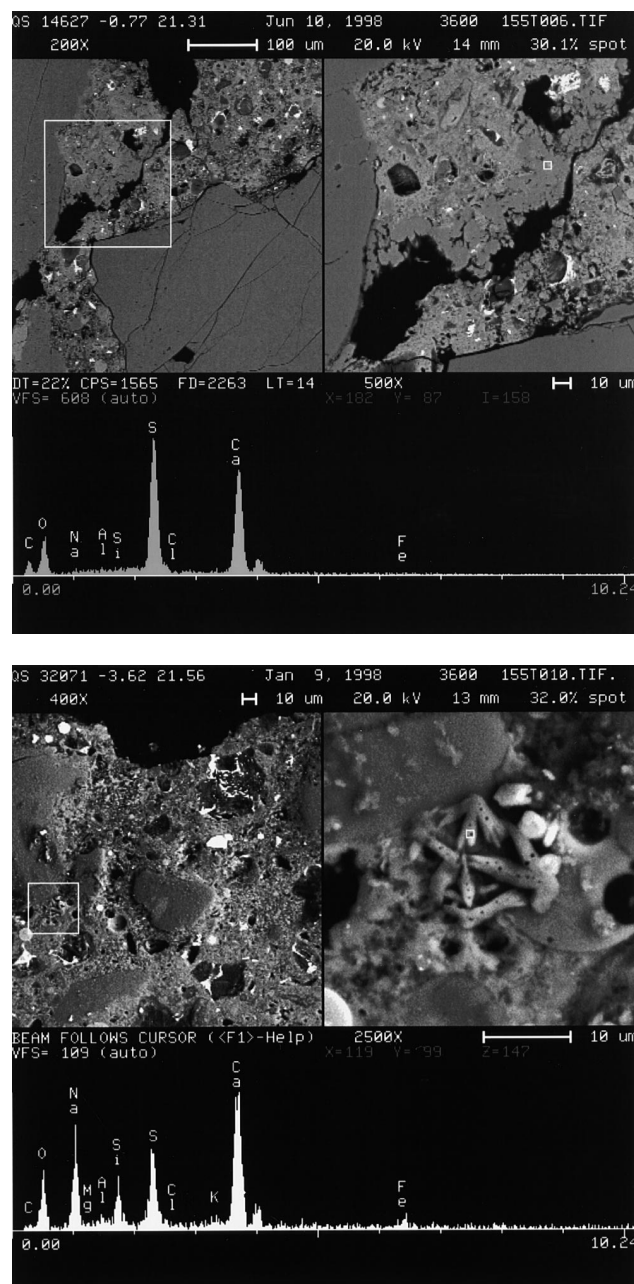 QS 14627 -0.77 21.31 Jun 10, 1998 3600 155T006.TIF
200X 100 um 20.0 kV 14 mm 30.1% spot
DT=22% CPS=1565 FD=2263 LT=14 500X 10 um
VFS= 608 (auto) X=182 Y= 87 I=158
C O Na Al Si S Cl Ca Fe
0.00 10.24
QS 32071 -3.62 21.56 Jan 9, 1998 3600 155T010.TIF.
400X 10 um 20.0 kV 13 mm 32.0% spot
BEAM FOLLOWS CURSOR (<F1>-Help) 2500X 10 um
VFS= 109 (auto) X=119 Y= 99 Z=147
C O Na Mg Al Si S Cl K Ca Fe
0.00 10.24